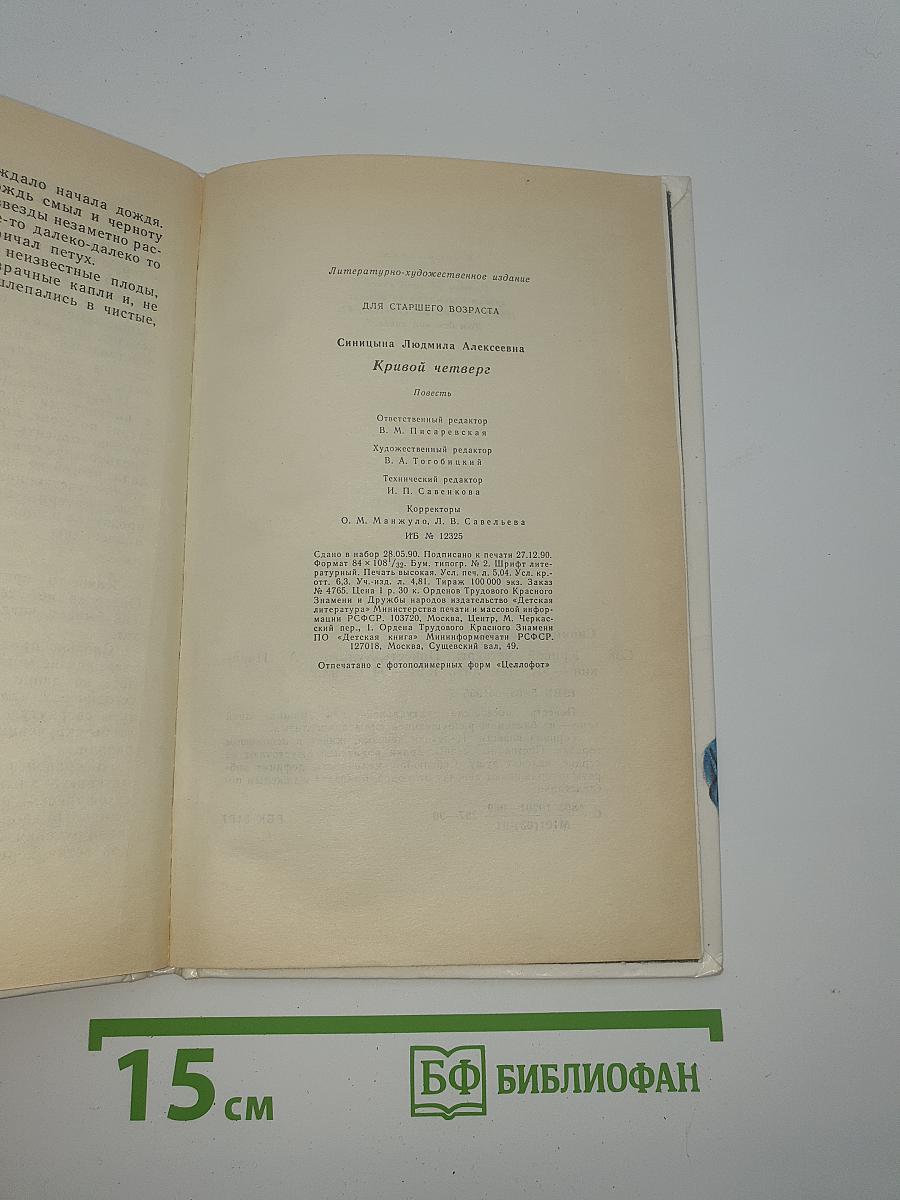 ждало начала дождя.
ождь смыл и черноту
звезды незаметно рас-
е-то далеко-далеко то
ричал петух.
неизвестные плоды,
зрачные капли и, не
шлепались в чистые,
Литературно-художественное издание
ДЛЯ СТАРШЕГО ВОЗРАСТА
Синицына Людмила Алексеевна
Кривой четверг
Повесть
Ответственный редактор
В. М. Писаревская
Художественный редактор
В. А. Тогобицкий
Технический редактор
И. П. Савенкова
Корректоры
О. М. Манжуло, Л. В. Савельева
ИБ № 12325
Сдано в набор 28.05.90. Подписано к печати 27.12.90.
Формат 84×108¹/₃₂. Бум. типогр. № 2. Шрифт лите-
ратурный. Печать высокая. Усл. печ. л. 5,04. Усл. кр.-
отт. 6,3. Уч.-изд. л. 4,81. Тираж 100 000 экз. Заказ
№ 4765. Цена 1 р. 30 к. Орденов Трудового Красного
Знамени и Дружбы народов издательство «Детская
литература» Министерства печати и массовой инфор-
мации РСФСР. 103720, Москва, Центр, М. Черкас-
ский пер., 1. Ордена Трудового Красного Знамени
ПО «Детская книга» Мининформпечати РСФСР.
127018, Москва, Сущевский вал, 49.
Отпечатано с фотополимерных форм «Целлофот»
15 см
БФ БИБЛИОФАН